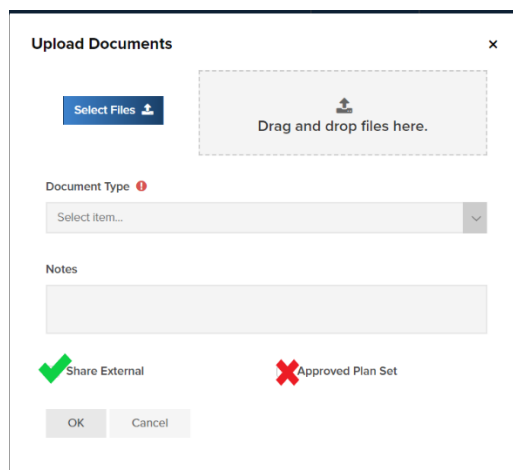 Upload Documents
Select Files
Drag and drop files here.
Document Type
Select item...
Notes
Share External
Approved Plan Set
OK
Cancel